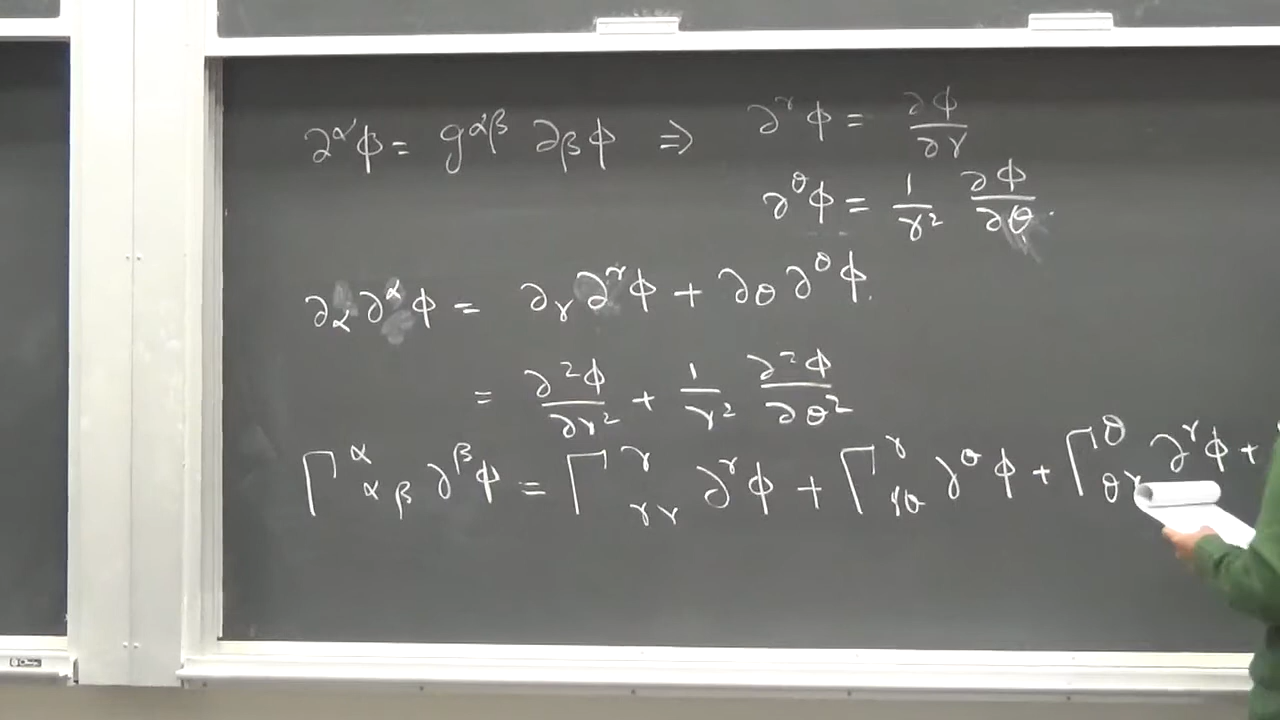 ∂^α φ = g^{αβ} ∂_β φ ⇒ ∂^r φ = ∂φ/∂r
∂^θ φ = 1/r² ∂φ/∂θ.
∂_α ∂^α φ = ∂_r ∂^r φ + ∂_θ ∂^θ φ.
= ∂²φ/∂r² + 1/r² ∂²φ/∂θ²
Γ^α_{αβ} ∂^β φ = Γ^r_{rr} ∂^r φ + Γ^r_{rθ} ∂^θ φ + Γ^θ_{θr} ∂^r φ +